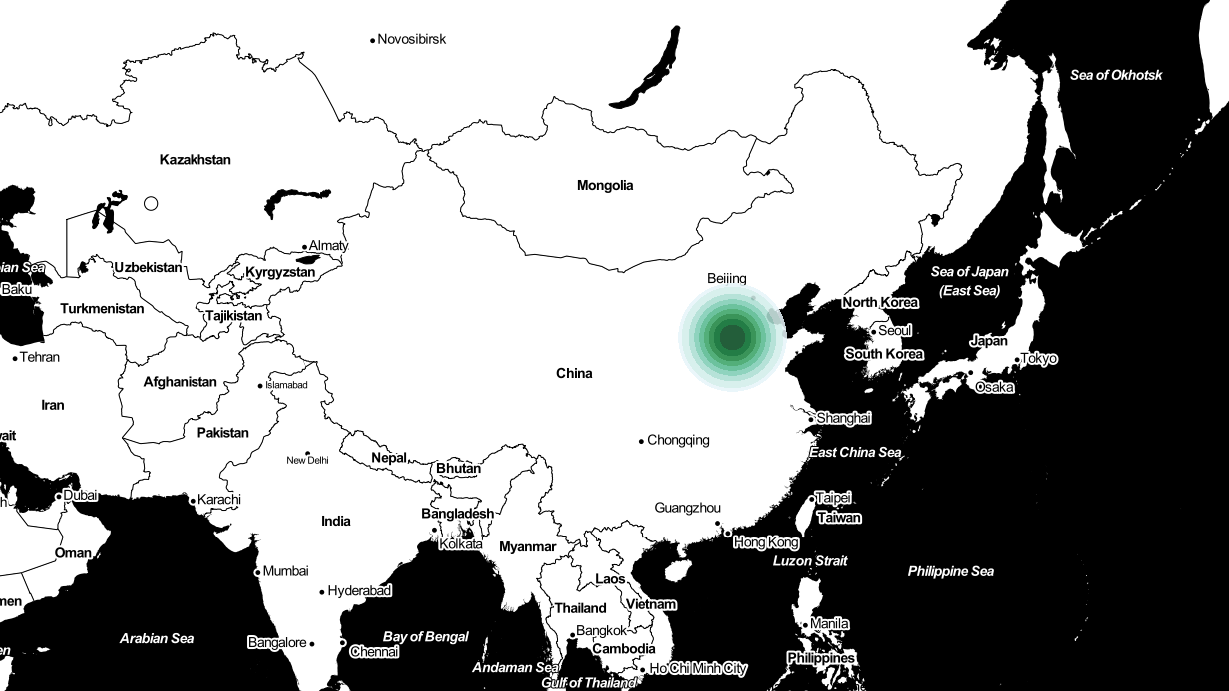 Novosibirsk
Sea of Okhotsk
Kazakhstan
Mongolia
Almaty
ian Sea
Uzbekistan
Kyrgyzstan
Sea of Japan
(East Sea)
Beijing
Baku
Turkmenistan
Tajikistan
North Korea
Seoul
South Korea
Japan
Tokyo
Tehran
China
Afghanistan
Islamabad
Osaka
Iran
Pakistan
Shanghai
vait
Chongqing
East China Sea
Nepal
New Delhi
Bhutan
Dubai
h
Karachi
Taipei
Taiwan
Guangzhou
Bangladesh
India
Kolkata
Hong Kong
Oman
Myanmar
Luzon Strait
Philippine Sea
Mumbai
Laos
Hyderabad
men
Thailand
Vietnam
Manila
Arabian Sea
Bay of Bengal
Bangkok
Bangalore
Chennai
Cambodia
en
Philippines
Andaman Sea
Ho Chi Minh City
Gulf of Thailand